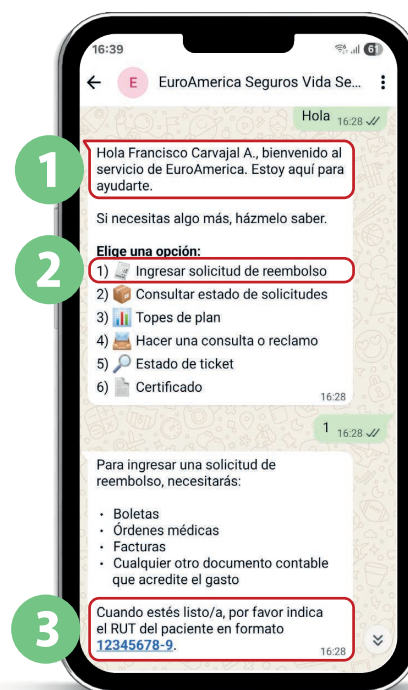 16:39
61
E
EuroAmerica Seguros Vida Se...
Hola 16:28
1
Hola Francisco Carvajal A., bienvenido al
servicio de EuroAmerica. Estoy aquí para
ayudarte.
Si necesitas algo más, házmelo saber.
Elige una opción:
2
1) Ingresar solicitud de reembolso
2) Consultar estado de solicitudes
3) Topes de plan
4) Hacer una consulta o reclamo
5) Estado de ticket
6) Certificado
16:28
1 16:28
Para ingresar una solicitud de
reembolso, necesitarás:
· Boletas
· Órdenes médicas
· Facturas
· Cualquier otro documento contable
que acredite el gasto
3
Cuando estés listo/a, por favor indica
el RUT del paciente en formato
12345678-9.
16:28